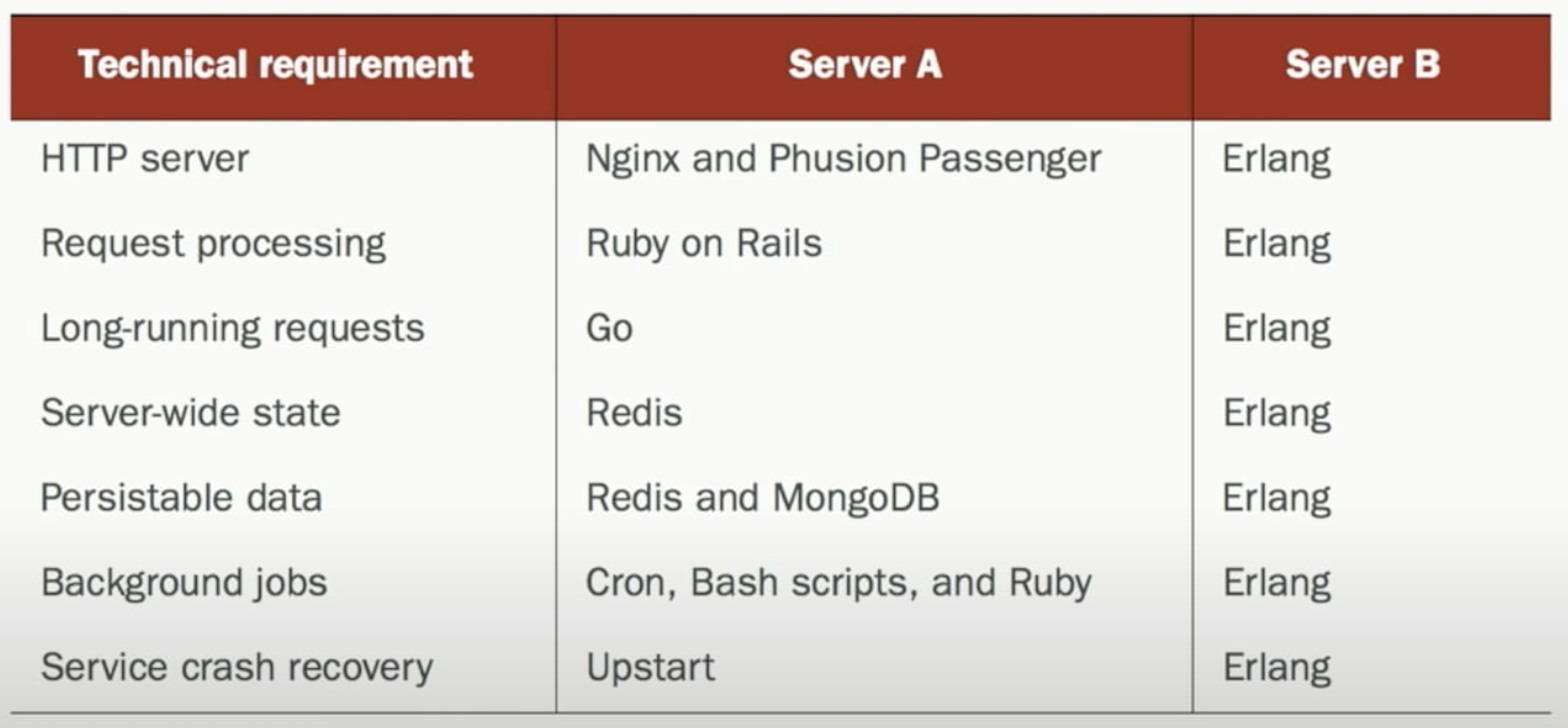 Technical requirement Server A Server B
HTTP server Nginx and Phusion Passenger Erlang
Request processing Ruby on Rails Erlang
Long-running requests Go Erlang
Server-wide state Redis Erlang
Persistable data Redis and MongoDB Erlang
Background jobs Cron, Bash scripts, and Ruby Erlang
Service crash recovery Upstart Erlang